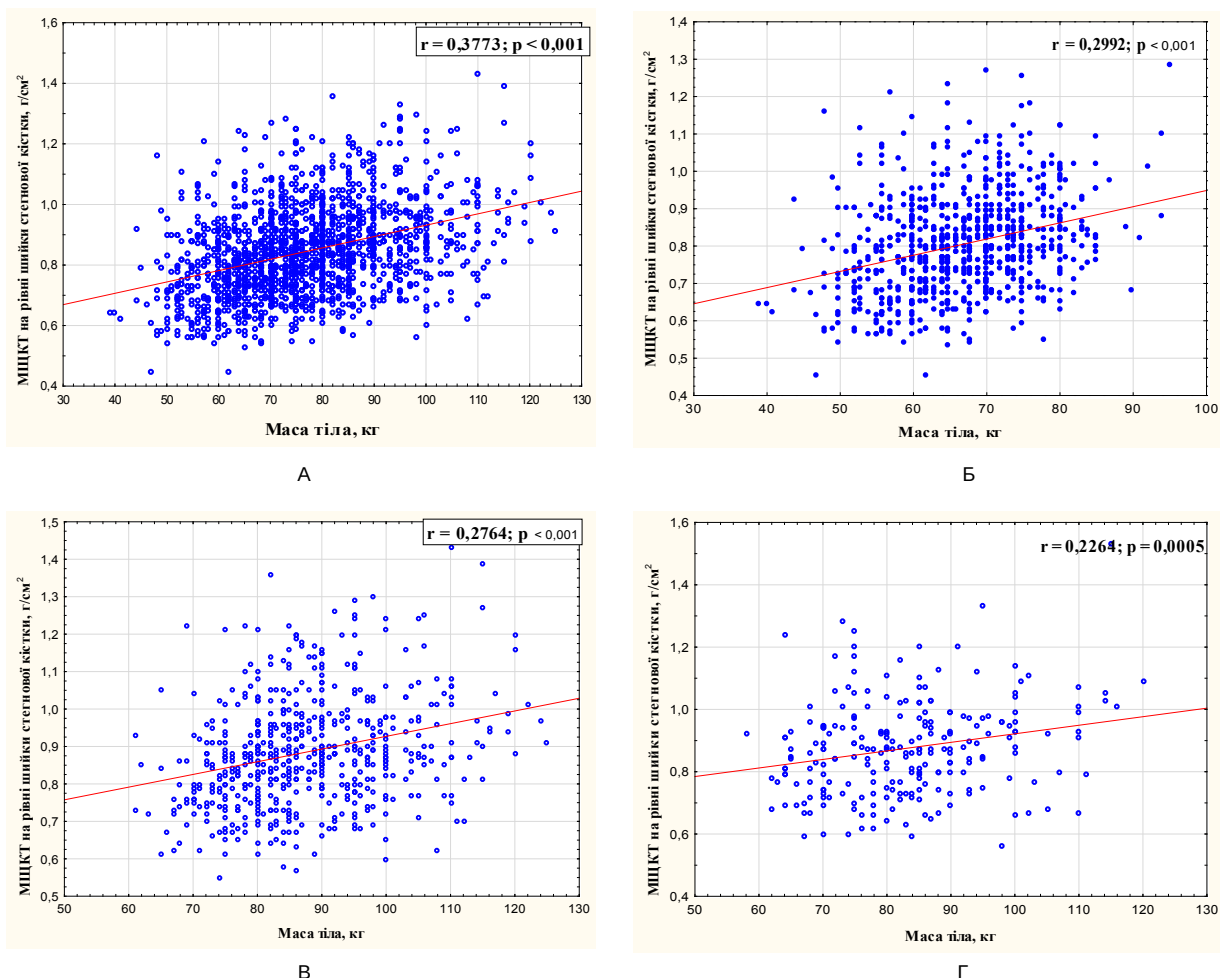 r = 0,3773; p < 0,001
МЩКТ на рівні шийки стегнової кістки, г/см²
1,6
1,4
1,2
1,0
0,8
0,6
0,4
30 40 50 60 70 80 90 100 110 120 130
Маса тіла, кг
А
r = 0,2992; p < 0,001
МЩКТ на рівні шийки стегнової кістки, г/см²
1,4
1,3
1,2
1,1
1,0
0,9
0,8
0,7
0,6
0,5
0,4
30 40 50 60 70 80 90 100
Маса тіла, кг
Б
r = 0,2764; p < 0,001
МЩКТ на рівні шийки стегнової кістки, г/см²
1,5
1,4
1,3
1,2
1,1
1,0
0,9
0,8
0,7
0,6
0,5
50 60 70 80 90 100 110 120 130
Маса тіла, кг
В
r = 0,2264; p = 0,0005
МЩКТ на рівні шийки стегнової кістки, г/см²
1,6
1,4
1,2
1,0
0,8
0,6
0,4
50 60 70 80 90 100 110 120 130
Маса тіла, кг
Г